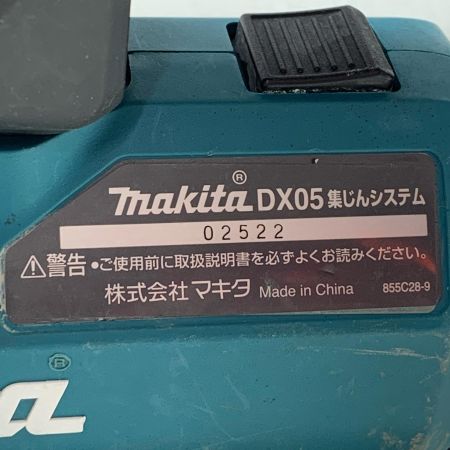 makita® DX05 集じんシステム
02522
⚠警告 •ご使用前に取扱説明書を必ずよくお読みください。
株式会社マキタ Made in China 855C28-9
®
a